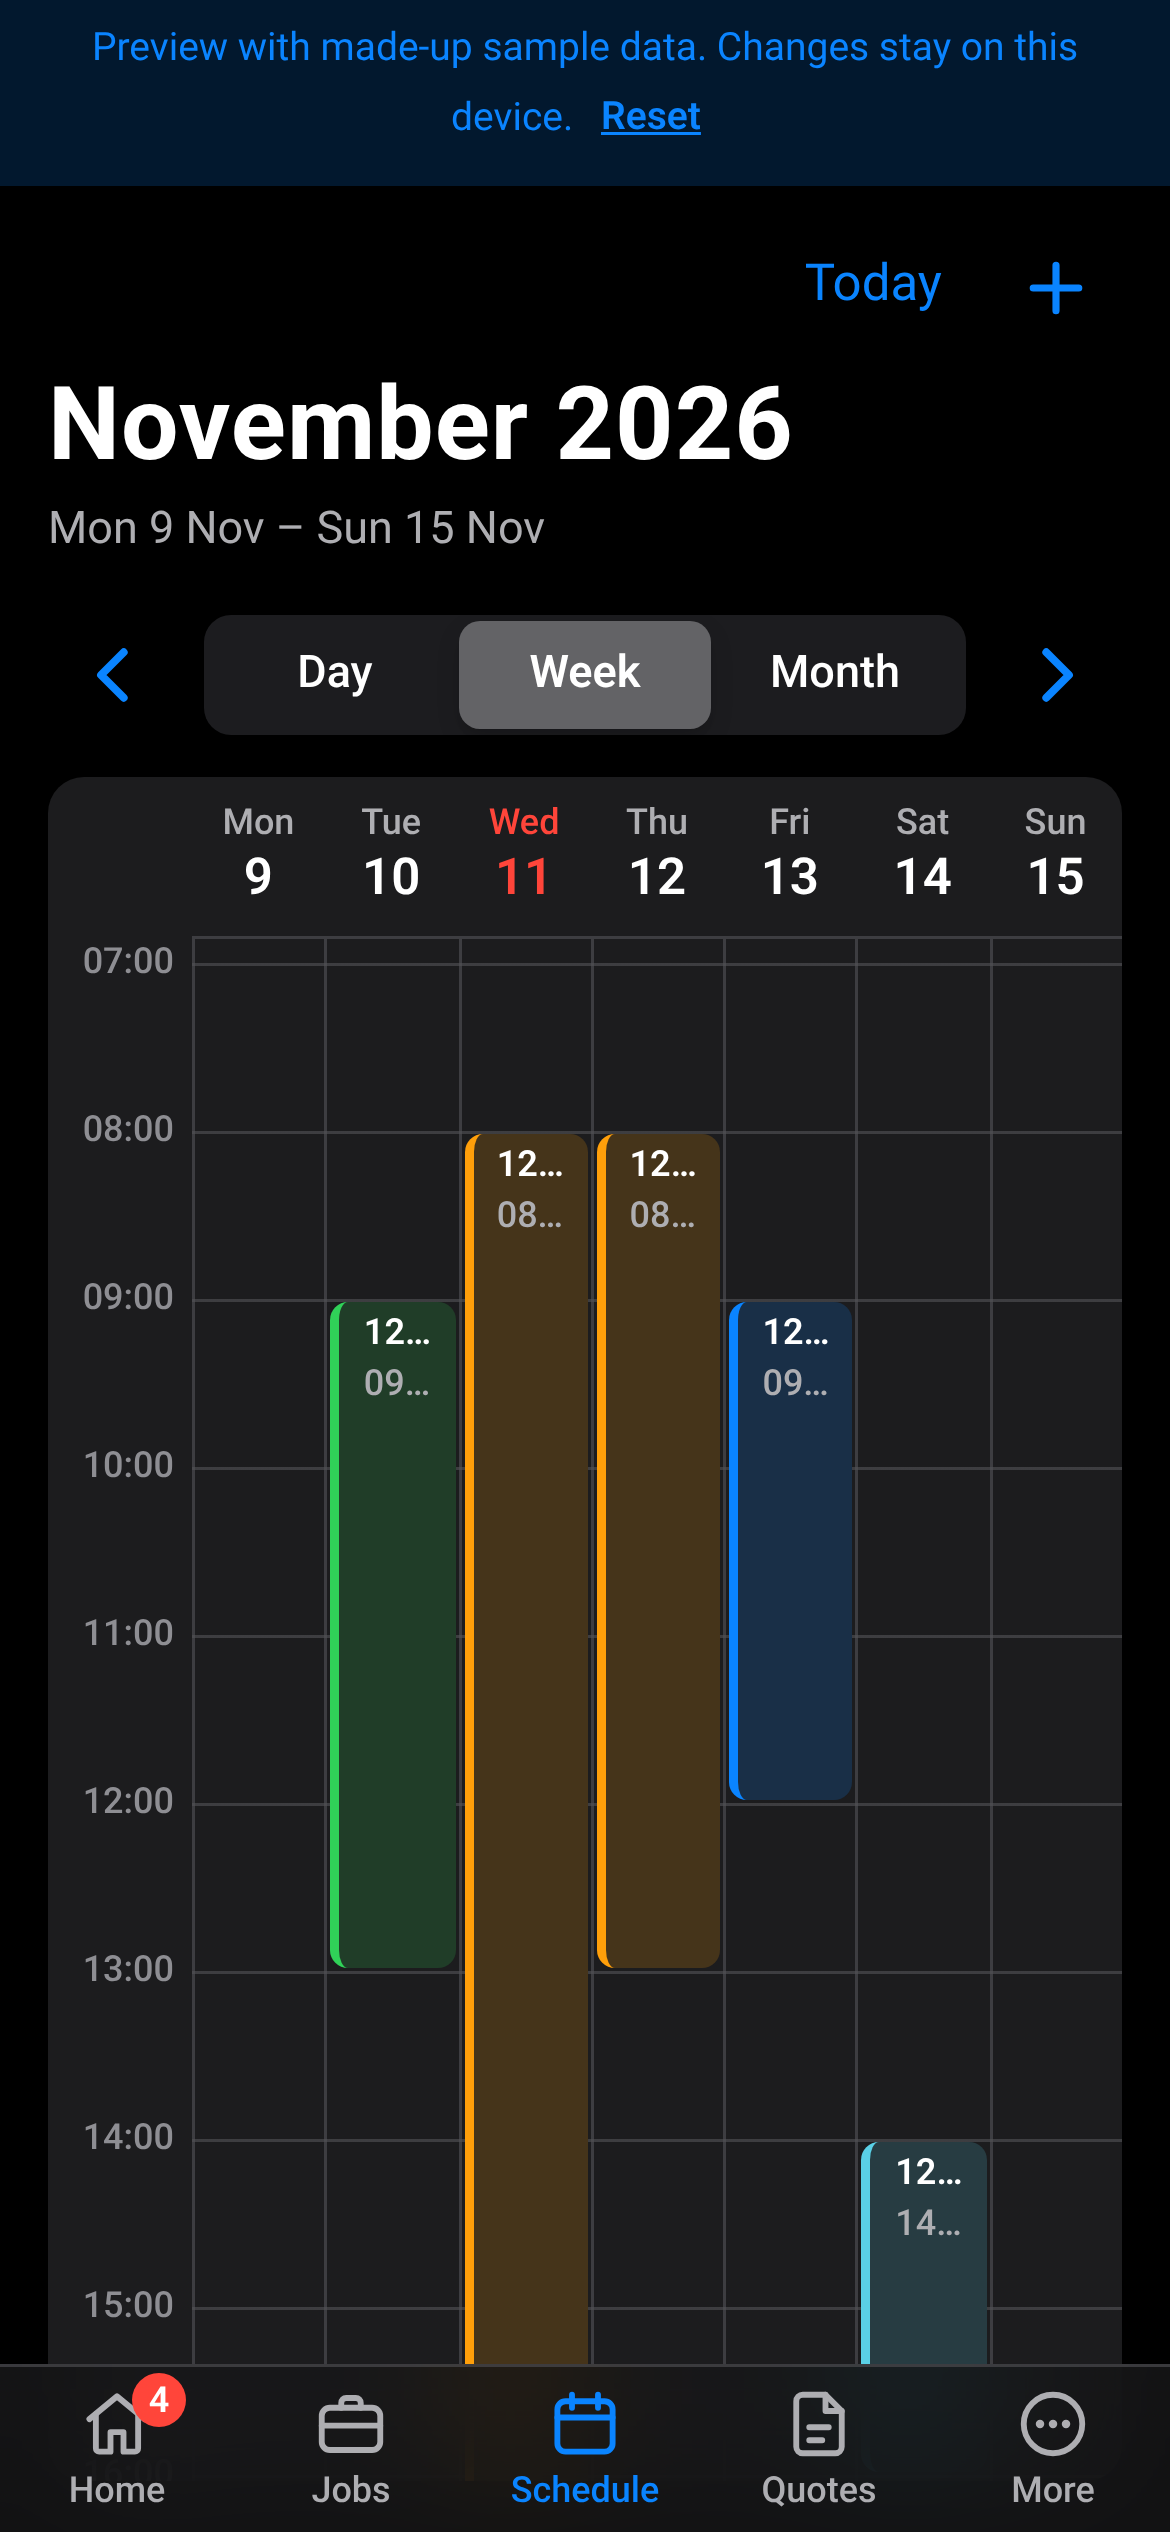 Preview with made-up sample data. Changes stay on this
device. Reset
Today
November 2026
Mon 9 Nov – Sun 15 Nov
Day Week Month
Mon Tue Wed Thu Fri Sat Sun
9 10 11 12 13 14 15
07:00
08:00
12... 12...
08... 08...
09:00
12... 12...
09... 09...
10:00
11:00
12:00
13:00
14:00
12...
14...
15:00
16:00
4
Home Jobs Schedule Quotes More